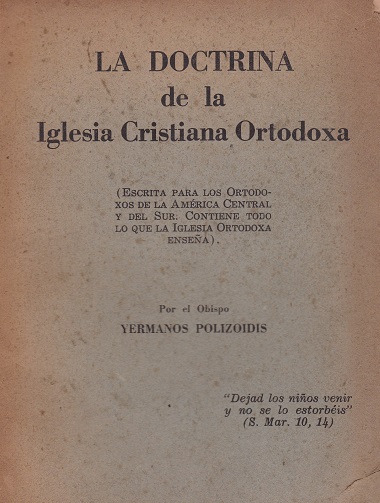 LA DOCTRINA
de la
Iglesia Cristiana Ortodoxa
(ESCRITA PARA LOS ORTODO-
XOS DE LA AMÉRICA CENTRAL
Y DEL SUR. CONTIENE TODO
LO QUE LA IGLESIA ORTODOXA
ENSEÑA).
Por el Obispo
YERMANOS POLIZOIDIS
"Dejad los niños venir
y no se lo estorbéis"
(S. Mar. 10, 14)